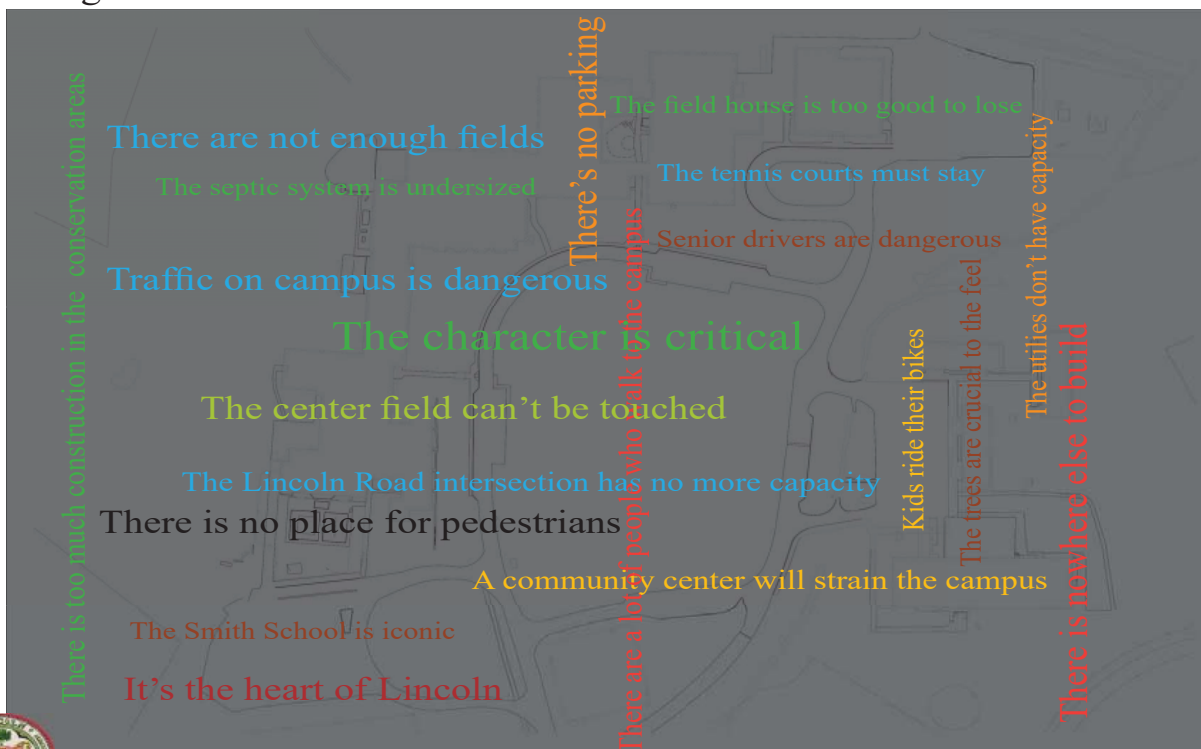 There's no parking
The field house is too good to lose
There are not enough fields
The tennis courts must stay
The septic system is undersized
Senior drivers are dangerous
Traffic on campus is dangerous
The character is critical
The center field can't be touched
The Lincoln Road intersection has no more capacity
There is no place for pedestrians
A community center will strain the campus
The Smith School is iconic
It's the heart of Lincoln
There is too much construction in the conservation areas
There are a lot of people who walk to the campus
Kids ride their bikes
The trees are crucial to the feel
The utilities don't have capacity
There is nowhere else to build